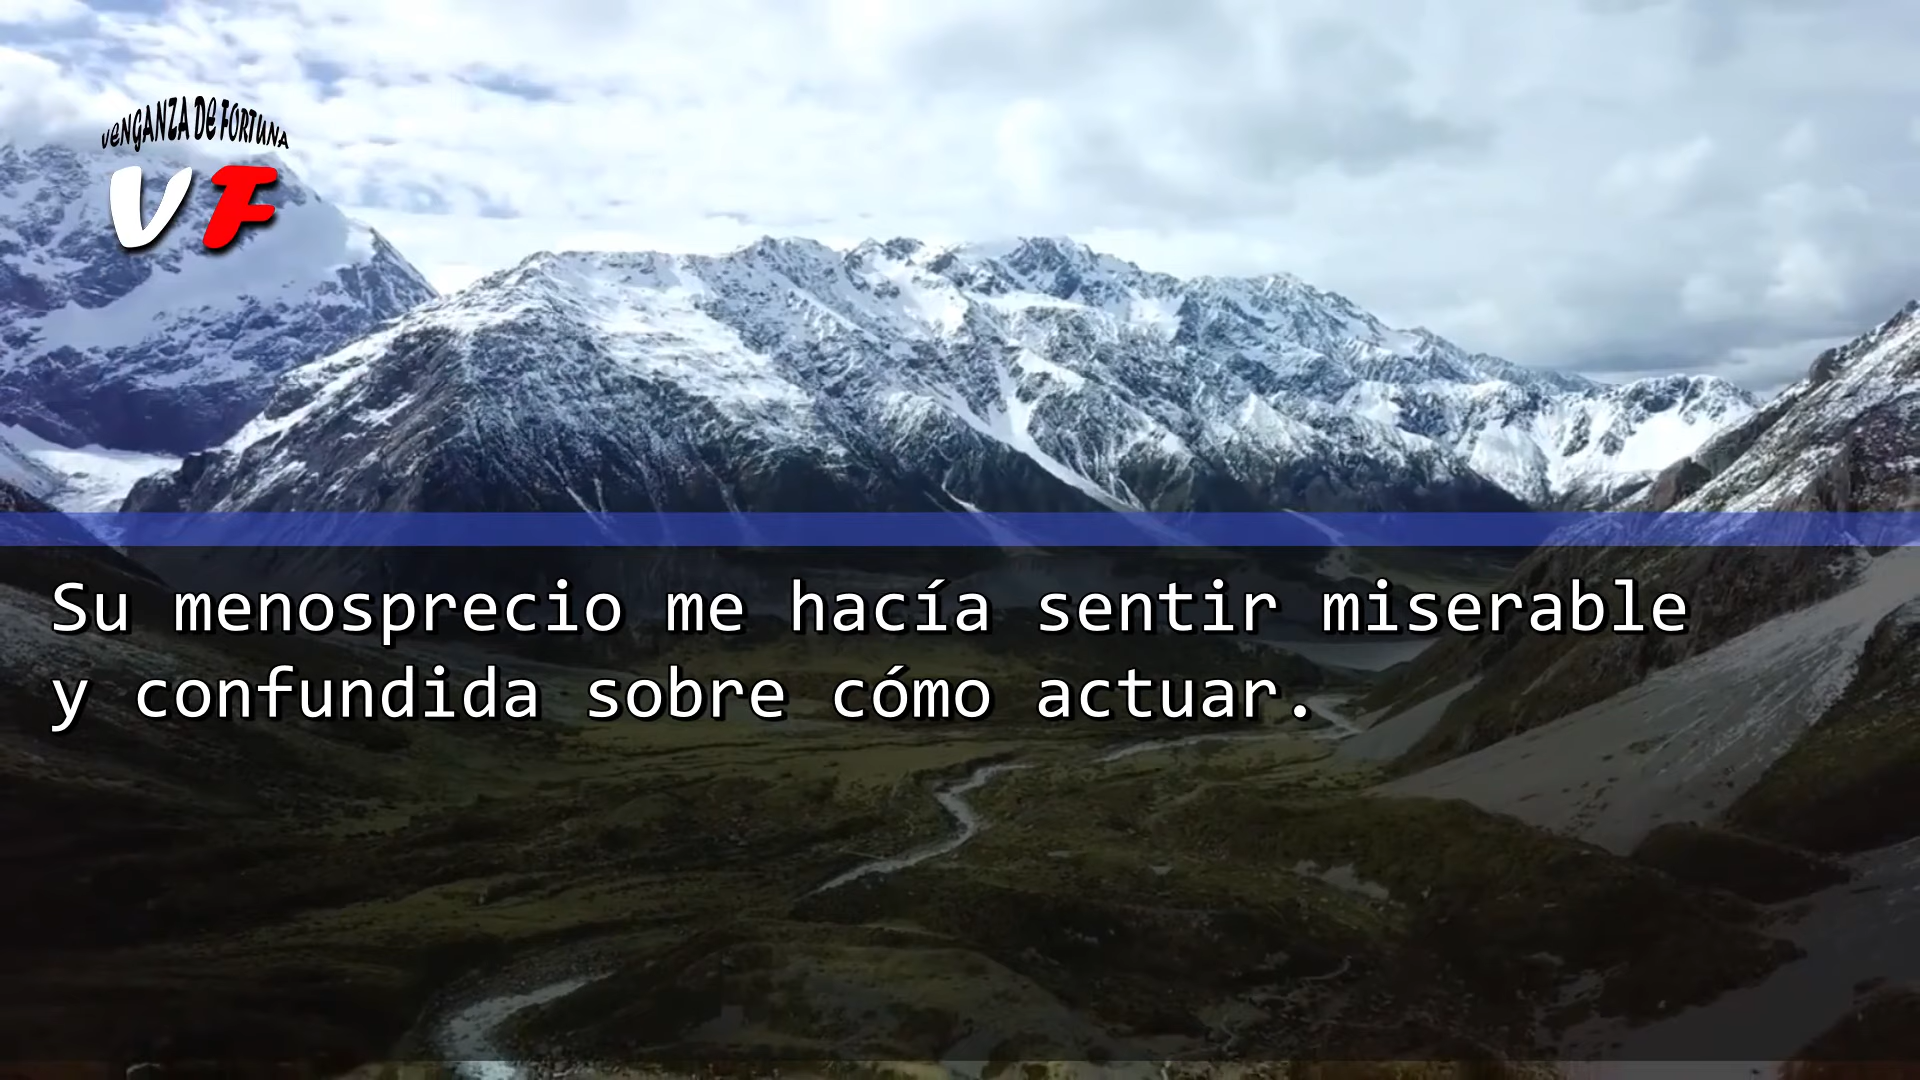 VENGANZA DE FORTUNA
VF
Su menosprecio me hacía sentir miserable
y confundida sobre cómo actuar.